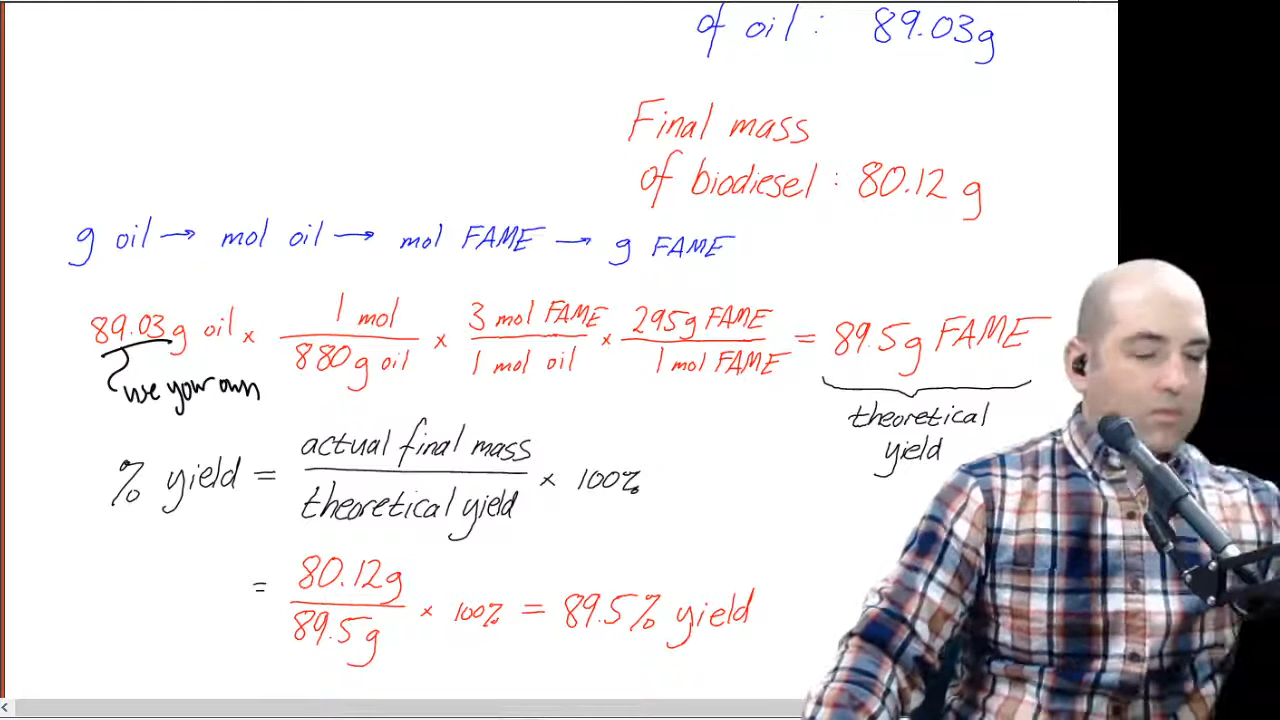 of oil : 89.03g
Final mass
of biodiesel : 80.12 g
g oil → mol oil → mol FAME → g FAME
89.03g oil × 1 mol / 880g oil × 3 mol FAME / 1 mol oil × 295g FAME / 1 mol FAME = 89.5g FAME
use your own
theoretical
yield
% yield = actual final mass / theoretical yield × 100%
= 80.12g / 89.5g × 100% = 89.5% yield